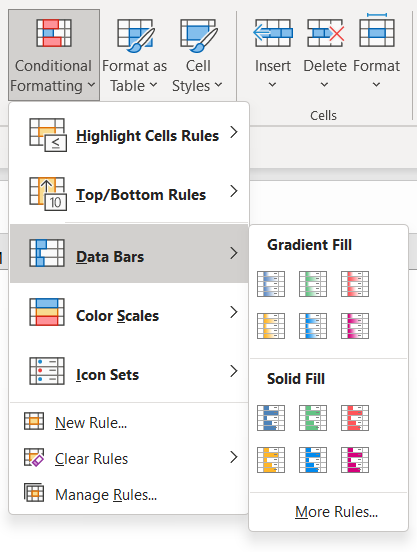 Conditional Formatting
Format as Table
Cell Styles
Insert
Delete
Format
Cells
Highlight Cells Rules
≤
Top/Bottom Rules
10
Data Bars
Color Scales
Icon Sets
New Rule...
Clear Rules
Manage Rules...
Gradient Fill
Solid Fill
More Rules...